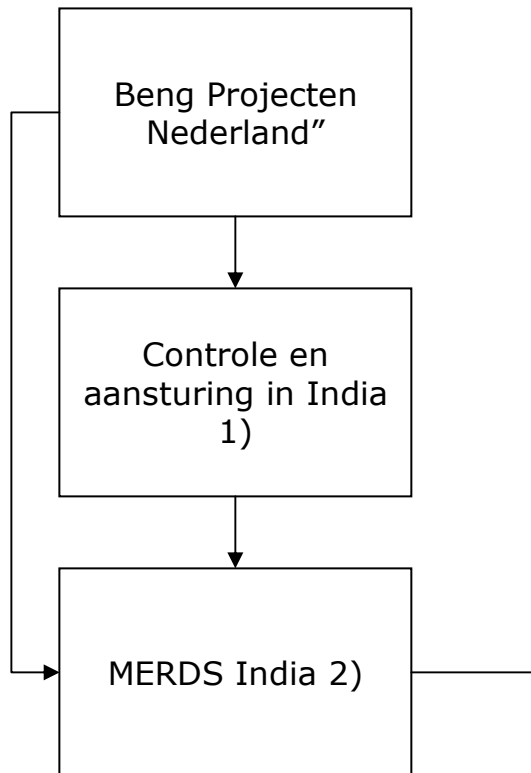 Beng Projecten
Nederland”
Controle en
aansturing in India
1)
MERDS India 2)